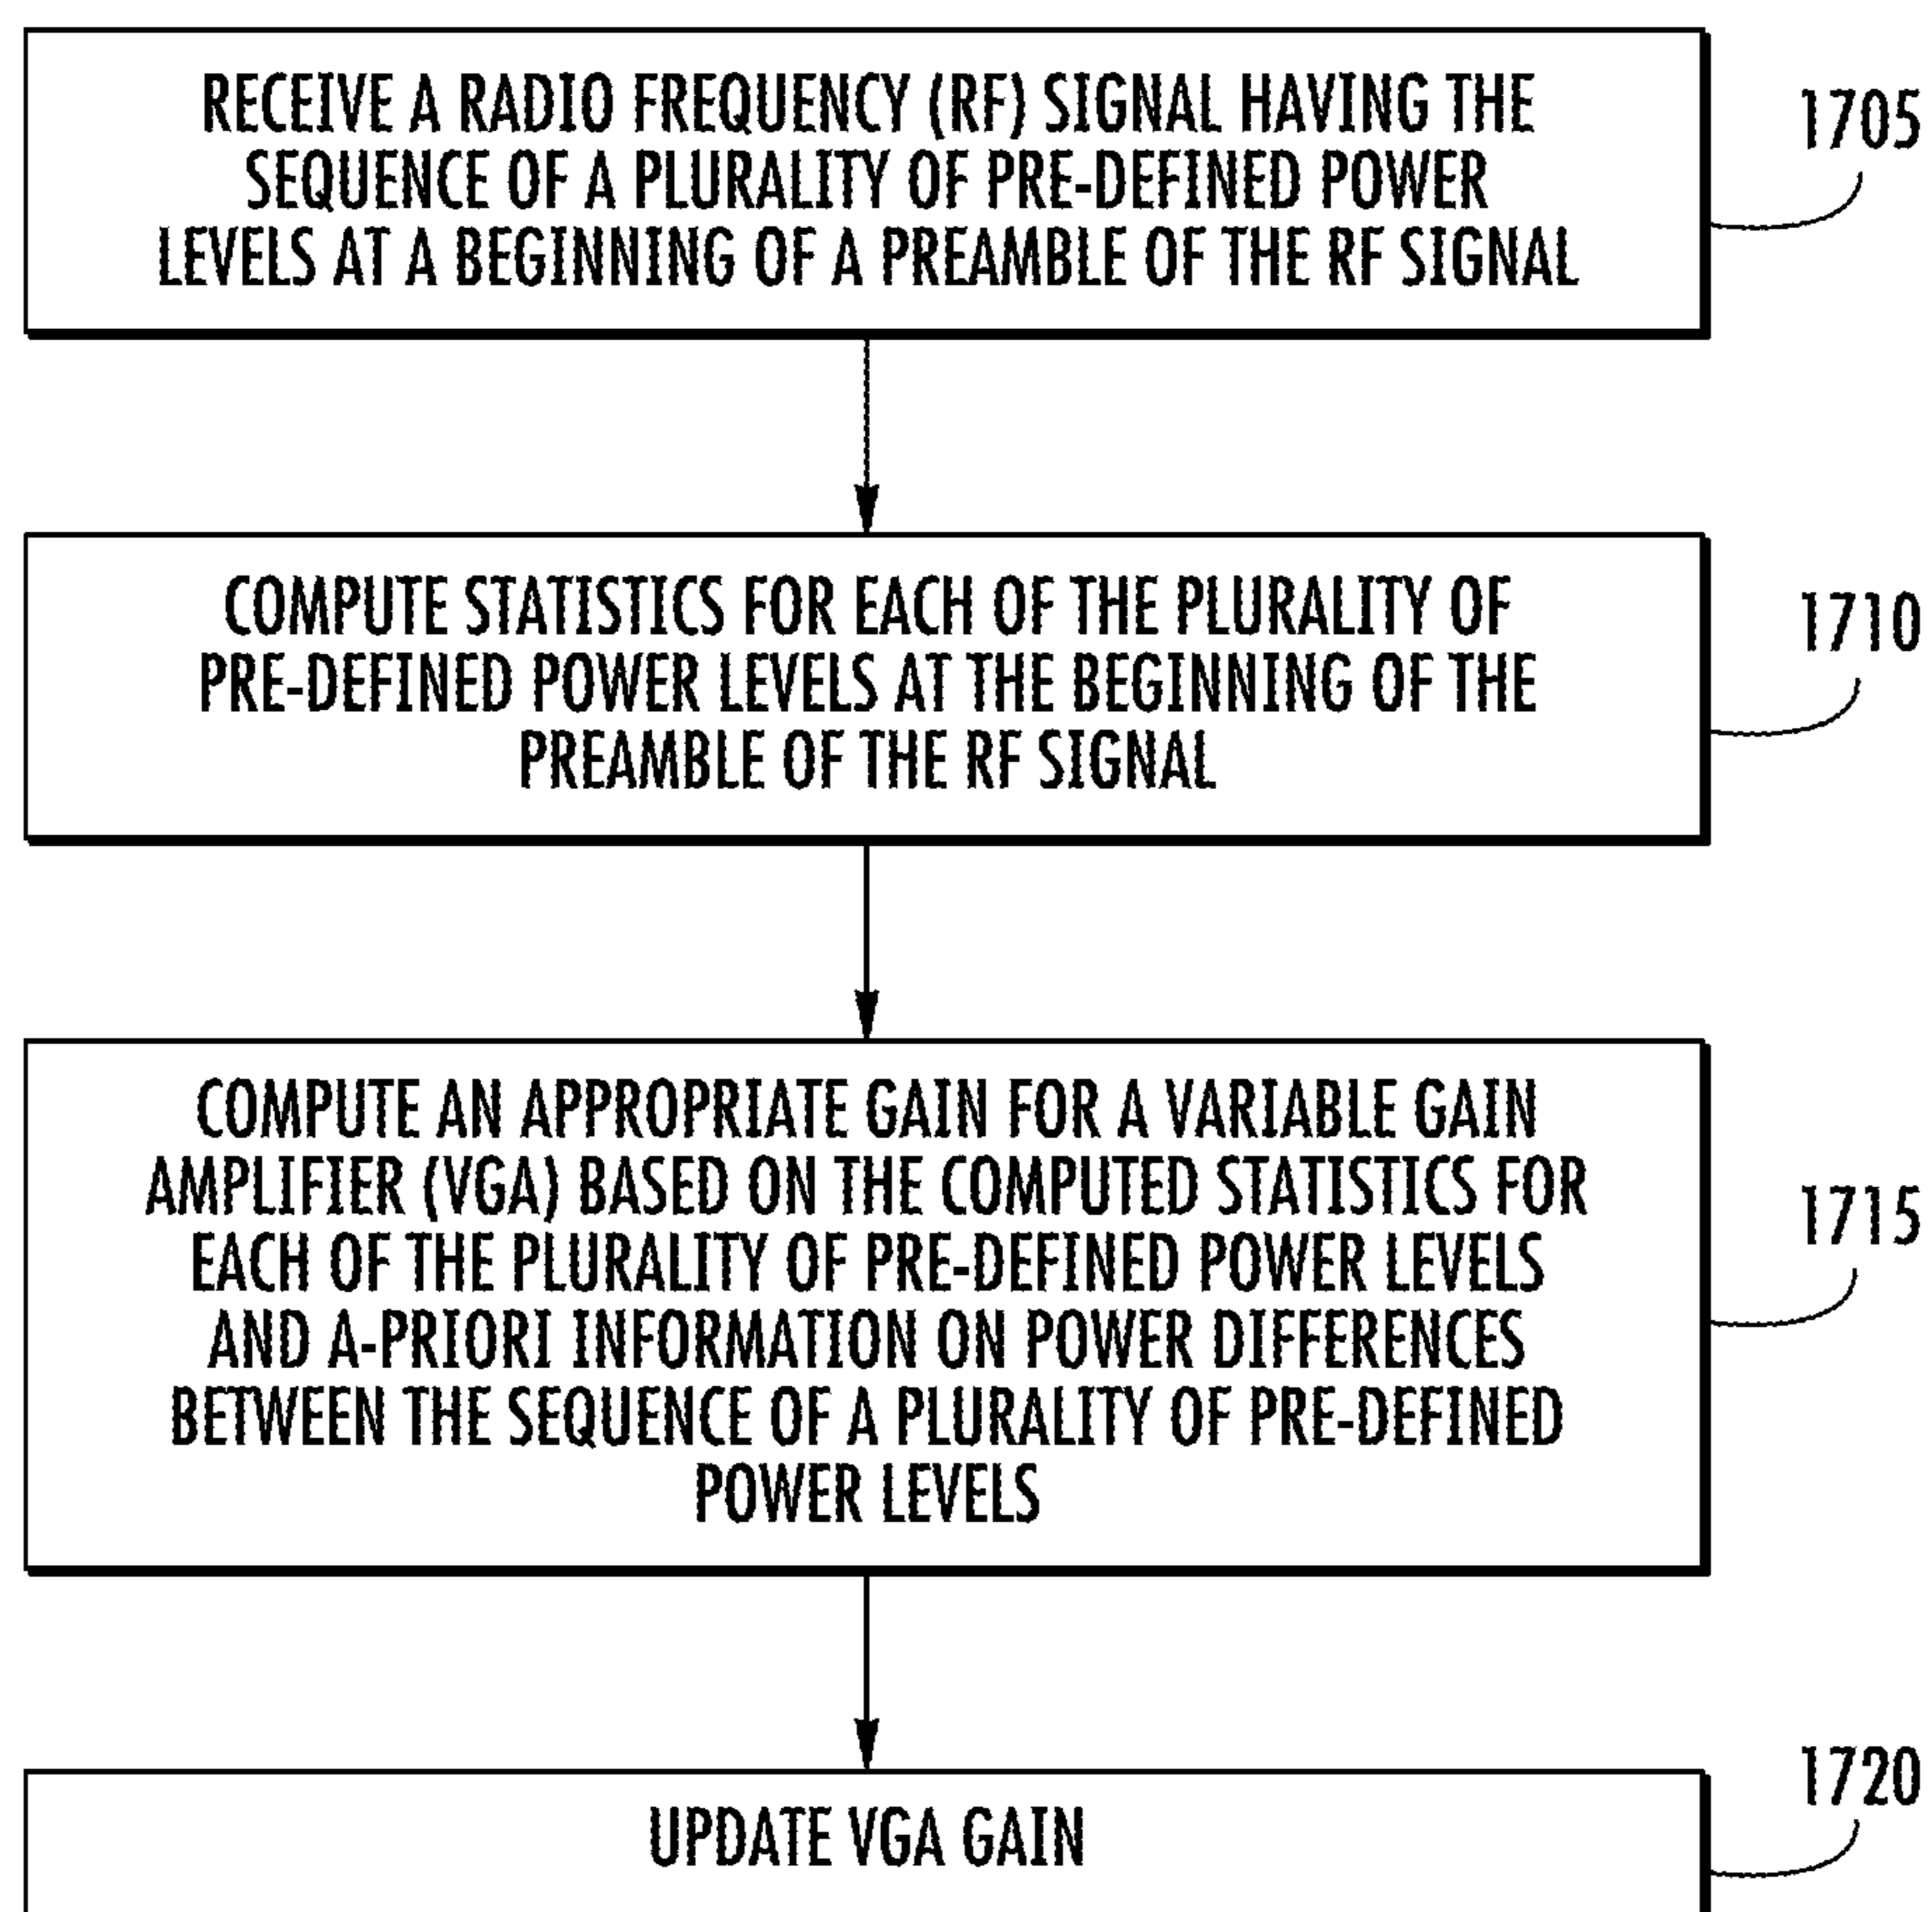 RECEIVE A RADIO FREQUENCY (RF) SIGNAL HAVING THE
SEQUENCE OF A PLURALITY OF PRE-DEFINED POWER
LEVELS AT A BEGINNING OF A PREAMBLE OF THE RF SIGNAL
1705
COMPUTE STATISTICS FOR EACH OF THE PLURALITY OF
PRE-DEFINED POWER LEVELS AT THE BEGINNING OF THE
PREAMBLE OF THE RF SIGNAL
1710
COMPUTE AN APPROPRIATE GAIN FOR A VARIABLE GAIN
AMPLIFIER (VGA) BASED ON THE COMPUTED STATISTICS FOR
EACH OF THE PLURALITY OF PRE-DEFINED POWER LEVELS
AND A-PRIORI INFORMATION ON POWER DIFFERENCES
BETWEEN THE SEQUENCE OF A PLURALITY OF PRE-DEFINED
POWER LEVELS
1715
UPDATE VGA GAIN
1720